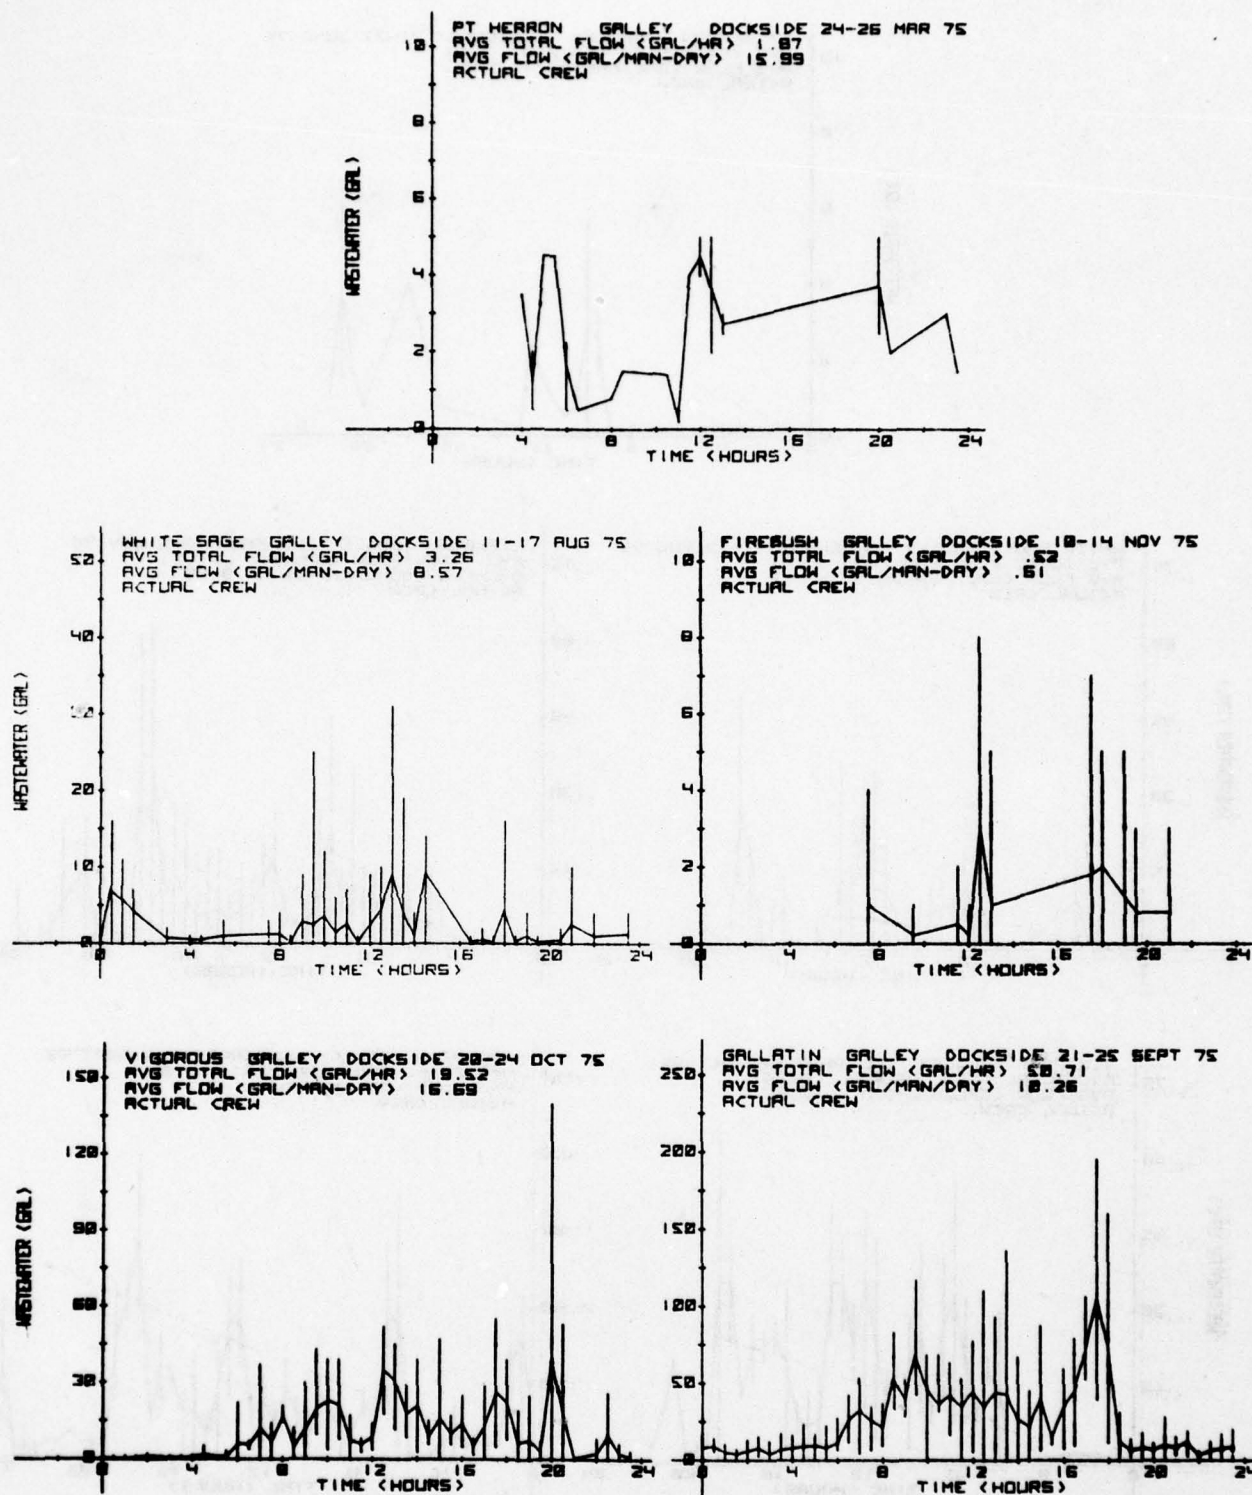 PT HERRON GALLEY DOCKSIDE 24-26 MAR 75
AVG TOTAL FLOW (GAL/HR) 1.87
AVG FLOW (GAL/MAN-DAY) 15.99
ACTUAL CREW
10
8
6
4
2
0
WASTEWATER (GAL)
0 4 8 12 16 20 24
TIME (HOURS)
WHITE SAGE GALLEY DOCKSIDE 11-17 AUG 75
AVG TOTAL FLOW (GAL/HR) 3.26
AVG FLOW (GAL/MAN-DAY) 8.57
ACTUAL CREW
50
40
30
20
10
0
WASTEWATER (GAL)
0 4 8 12 16 20 24
TIME (HOURS)
FIREBUSH GALLEY DOCKSIDE 10-14 NOV 75
AVG TOTAL FLOW (GAL/HR) .52
AVG FLOW (GAL/MAN-DAY) .61
ACTUAL CREW
10
8
6
4
2
0
0 4 8 12 16 20 24
TIME (HOURS)
VIGOROUS GALLEY DOCKSIDE 20-24 OCT 75
AVG TOTAL FLOW (GAL/HR) 19.52
AVG FLOW (GAL/MAN-DAY) 16.69
ACTUAL CREW
150
120
90
60
30
0
WASTEWATER (GAL)
0 4 8 12 16 20 24
TIME (HOURS)
GALLATIN GALLEY DOCKSIDE 21-25 SEPT 75
AVG TOTAL FLOW (GAL/HR) 50.71
AVG FLOW (GAL/MAN/DAY) 10.26
ACTUAL CREW
250
200
150
100
50
0
0 4 8 12 16 20 24
TIME (HOURS)